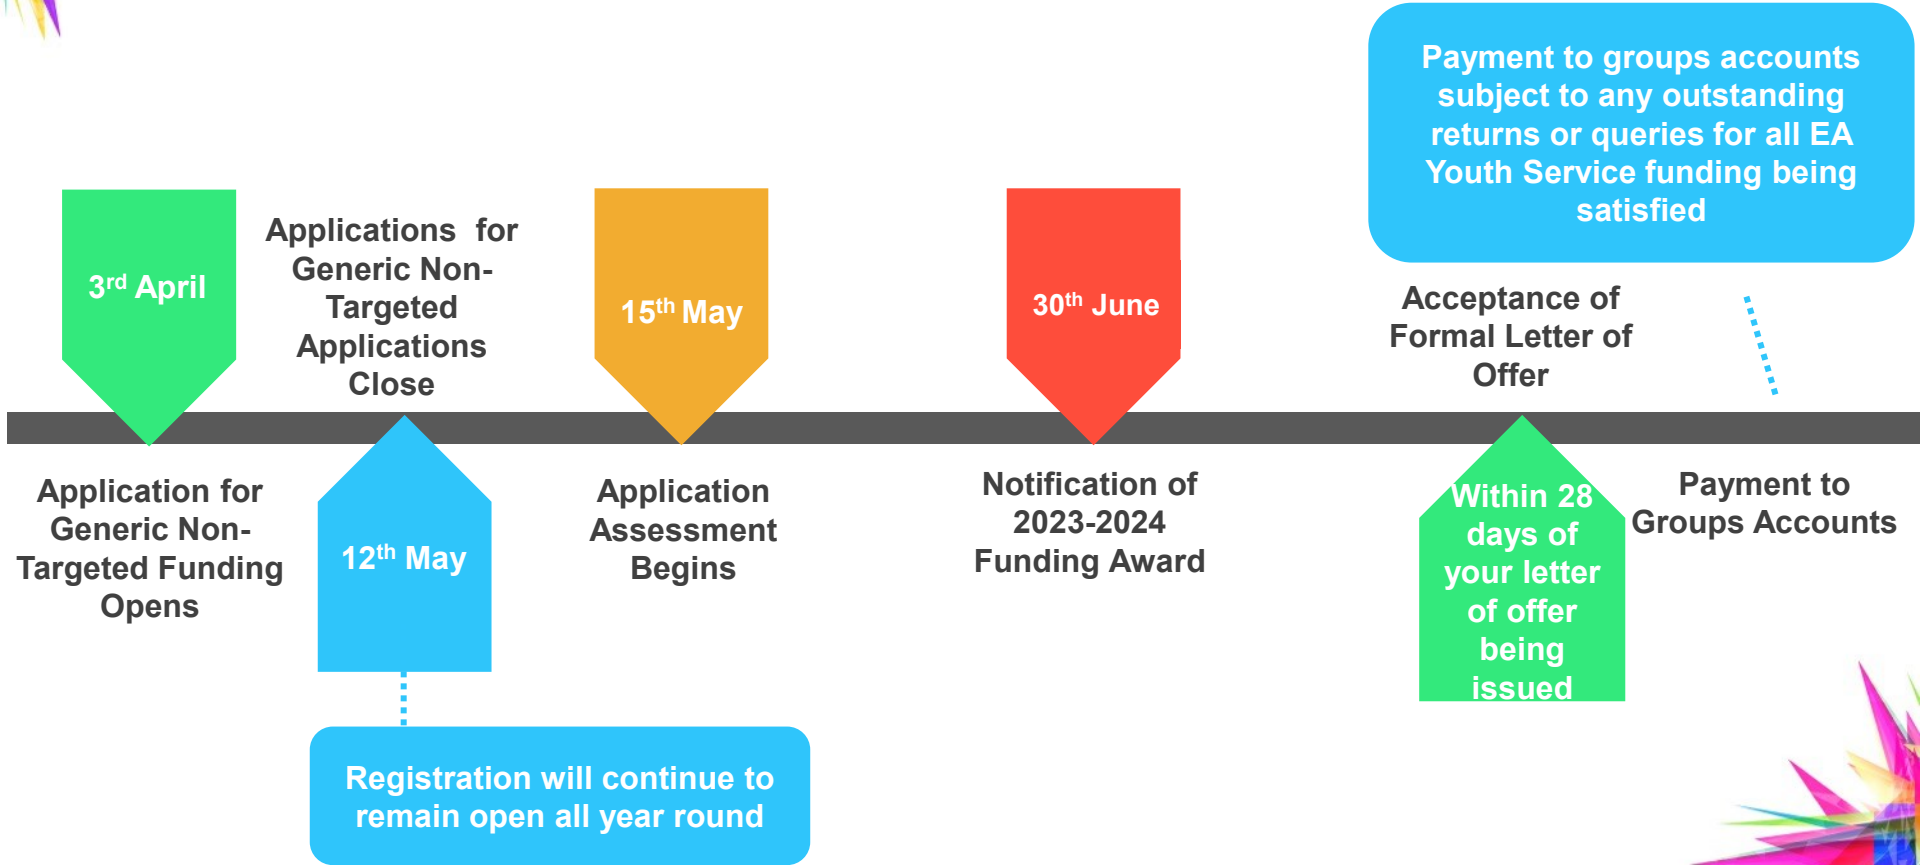 Payment to groups accounts
subject to any outstanding
returns or queries for all EA
Youth Service funding being
satisfied
3rd April
Applications for
Generic Non-
Targeted
Applications
Close
15th May
30th June
Acceptance of
Formal Letter of
Offer
Application for
Generic Non-
Targeted Funding
Opens
12th May
Application
Assessment
Begins
Notification of
2023-2024
Funding Award
Within 28
days of
your letter
of offer
being
issued
Payment to
Groups Accounts
Registration will continue to
remain open all year round